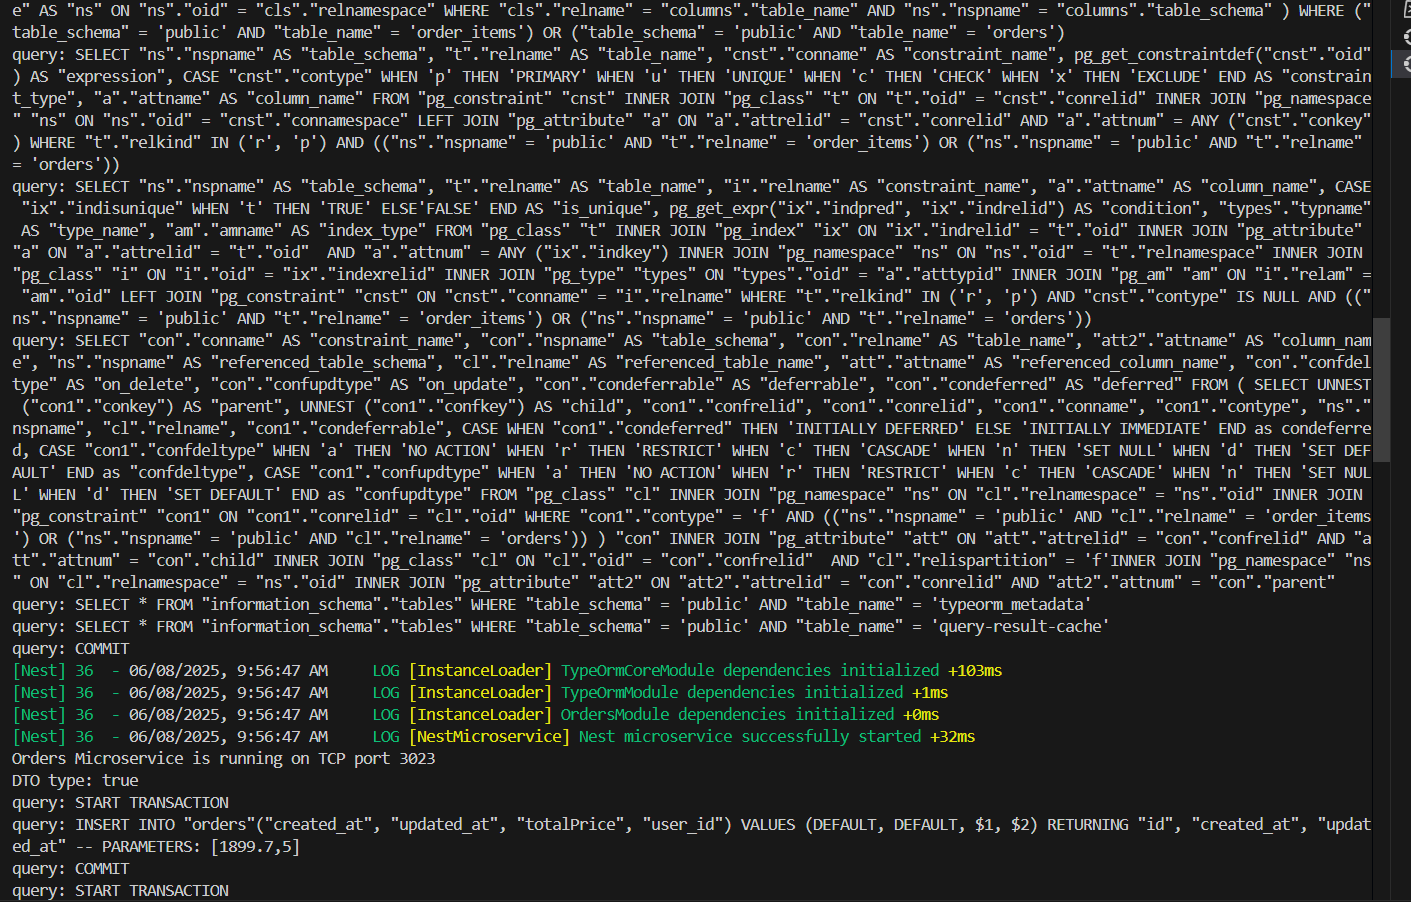 e" AS "ns" ON "ns"."oid" = "cls"."relnamespace" WHERE "cls"."relname" = "columns"."table_name" AND "ns"."nspname" = "columns"."table_schema" ) WHERE ("
table_schema" = 'public' AND "table_name" = 'order_items') OR ("table_schema" = 'public' AND "table_name" = 'orders')
query: SELECT "ns"."nspname" AS "table_schema", "t"."relname" AS "table_name", "cnst"."conname" AS "constraint_name", pg_get_constraintdef("cnst"."oid"
) AS "expression", CASE "cnst"."contype" WHEN 'p' THEN 'PRIMARY' WHEN 'u' THEN 'UNIQUE' WHEN 'c' THEN 'CHECK' WHEN 'x' THEN 'EXCLUDE' END AS "constrain
t_type", "a"."attname" AS "column_name" FROM "pg_constraint" "cnst" INNER JOIN "pg_class" "t" ON "t"."oid" = "cnst"."conrelid" INNER JOIN "pg_namespace
" "ns" ON "ns"."oid" = "cnst"."connamespace" LEFT JOIN "pg_attribute" "a" ON "a"."attrelid" = "cnst"."conrelid" AND "a"."attnum" = ANY ("cnst"."conkey"
) WHERE "t"."relkind" IN ('r', 'p') AND (("ns"."nspname" = 'public' AND "t"."relname" = 'order_items') OR ("ns"."nspname" = 'public' AND "t"."relname"
= 'orders'))
query: SELECT "ns"."nspname" AS "table_schema", "t"."relname" AS "table_name", "i"."relname" AS "constraint_name", "a"."attname" AS "column_name", CASE
"ix"."indisunique" WHEN 't' THEN 'TRUE' ELSE'FALSE' END AS "is_unique", pg_get_expr("ix"."indpred", "ix"."indrelid") AS "condition", "types"."typname"
AS "type_name", "am"."amname" AS "index_type" FROM "pg_class" "t" INNER JOIN "pg_index" "ix" ON "ix"."indrelid" = "t"."oid" INNER JOIN "pg_attribute"
"a" ON "a"."attrelid" = "t"."oid"  AND "a"."attnum" = ANY ("ix"."indkey") INNER JOIN "pg_namespace" "ns" ON "ns"."oid" = "t"."relnamespace" INNER JOIN
"pg_class" "i" ON "i"."oid" = "ix"."indexrelid" INNER JOIN "pg_type" "types" ON "types"."oid" = "a"."atttypid" INNER JOIN "pg_am" "am" ON "i"."relam" =
"am"."oid" LEFT JOIN "pg_constraint" "cnst" ON "cnst"."conname" = "i"."relname" WHERE "t"."relkind" IN ('r', 'p') AND "cnst"."contype" IS NULL AND (("
ns"."nspname" = 'public' AND "t"."relname" = 'order_items') OR ("ns"."nspname" = 'public' AND "t"."relname" = 'orders'))
query: SELECT "con"."conname" AS "constraint_name", "con"."nspname" AS "table_schema", "con"."relname" AS "table_name", "att2"."attname" AS "column_nam
e", "ns"."nspname" AS "referenced_table_schema", "cl"."relname" AS "referenced_table_name", "att"."attname" AS "referenced_column_name", "con"."confdel
type" AS "on_delete", "con"."confupdtype" AS "on_update", "con"."condeferrable" AS "deferrable", "con"."condeferred" AS "deferred" FROM ( SELECT UNNEST
("con1"."conkey") AS "parent", UNNEST ("con1"."confkey") AS "child", "con1"."confrelid", "con1"."conrelid", "con1"."conname", "con1"."contype", "ns"."
nspname", "cl"."relname", "con1"."condeferrable", CASE WHEN "con1"."condeferred" THEN 'INITIALLY DEFERRED' ELSE 'INITIALLY IMMEDIATE' END as condeferre
d, CASE "con1"."confdeltype" WHEN 'a' THEN 'NO ACTION' WHEN 'r' THEN 'RESTRICT' WHEN 'c' THEN 'CASCADE' WHEN 'n' THEN 'SET NULL' WHEN 'd' THEN 'SET DEF
AULT' END as "confdeltype", CASE "con1"."confupdtype" WHEN 'a' THEN 'NO ACTION' WHEN 'r' THEN 'RESTRICT' WHEN 'c' THEN 'CASCADE' WHEN 'n' THEN 'SET NUL
L' WHEN 'd' THEN 'SET DEFAULT' END as "confupdtype" FROM "pg_class" "cl" INNER JOIN "pg_namespace" "ns" ON "cl"."relnamespace" = "ns"."oid" INNER JOIN
"pg_constraint" "con1" ON "con1"."conrelid" = "cl"."oid" WHERE "con1"."contype" = 'f' AND (("ns"."nspname" = 'public' AND "cl"."relname" = 'order_items
') OR ("ns"."nspname" = 'public' AND "cl"."relname" = 'orders')) ) "con" INNER JOIN "pg_attribute" "att" ON "att"."attrelid" = "con"."confrelid" AND "a
tt"."attnum" = "con"."child" INNER JOIN "pg_class" "cl" ON "cl"."oid" = "con"."confrelid"  AND "cl"."relispartition" = 'f'INNER JOIN "pg_namespace" "ns
" ON "cl"."relnamespace" = "ns"."oid" INNER JOIN "pg_attribute" "att2" ON "att2"."attrelid" = "con"."conrelid" AND "att2"."attnum" = "con"."parent"
query: SELECT * FROM "information_schema"."tables" WHERE "table_schema" = 'public' AND "table_name" = 'typeorm_metadata'
query: SELECT * FROM "information_schema"."tables" WHERE "table_schema" = 'public' AND "table_name" = 'query-result-cache'
query: COMMIT
[Nest] 36  - 06/08/2025, 9:56:47 AM     LOG [InstanceLoader] TypeOrmCoreModule dependencies initialized +103ms
[Nest] 36  - 06/08/2025, 9:56:47 AM     LOG [InstanceLoader] TypeOrmModule dependencies initialized +1ms
[Nest] 36  - 06/08/2025, 9:56:47 AM     LOG [InstanceLoader] OrdersModule dependencies initialized +0ms
[Nest] 36  - 06/08/2025, 9:56:47 AM     LOG [NestMicroservice] Nest microservice successfully started +32ms
Orders Microservice is running on TCP port 3023
DTO type: true
query: START TRANSACTION
query: INSERT INTO "orders"("created_at", "updated_at", "totalPrice", "user_id") VALUES (DEFAULT, DEFAULT, $1, $2) RETURNING "id", "created_at", "updat
ed_at" -- PARAMETERS: [1899.7,5]
query: COMMIT
query: START TRANSACTION